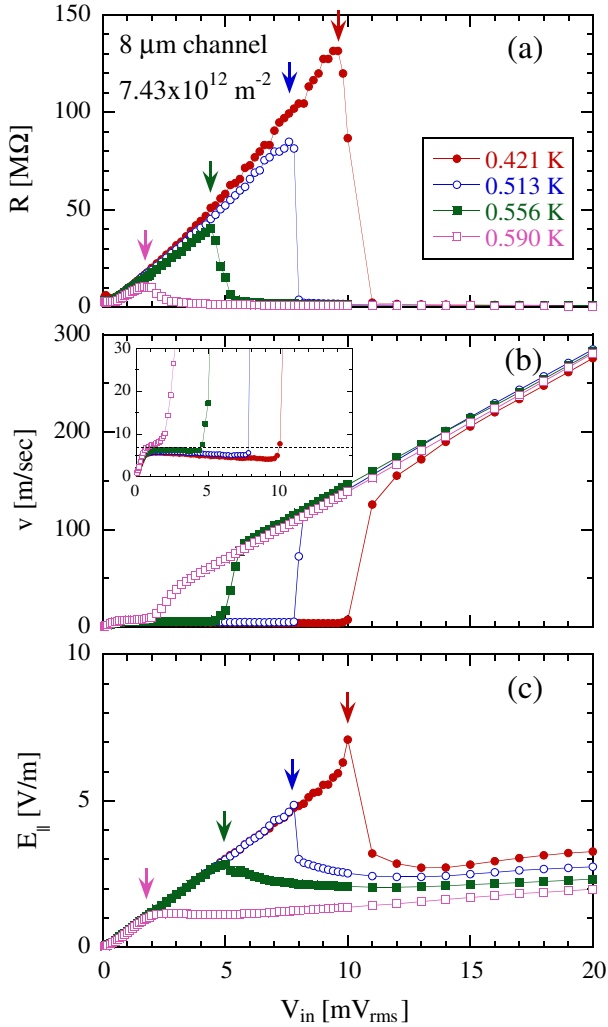 150
100
50
0
R [MΩ]
8 μm channel
7.43x10¹² m⁻²
(a)
0.421 K
0.513 K
0.556 K
0.590 K
300
200
100
0
v [m/sec]
(b)
30
20
10
0
0 5 10
10
5
0
E∥ [V/m]
(c)
0 5 10 15 20
V_in [mV_rms]